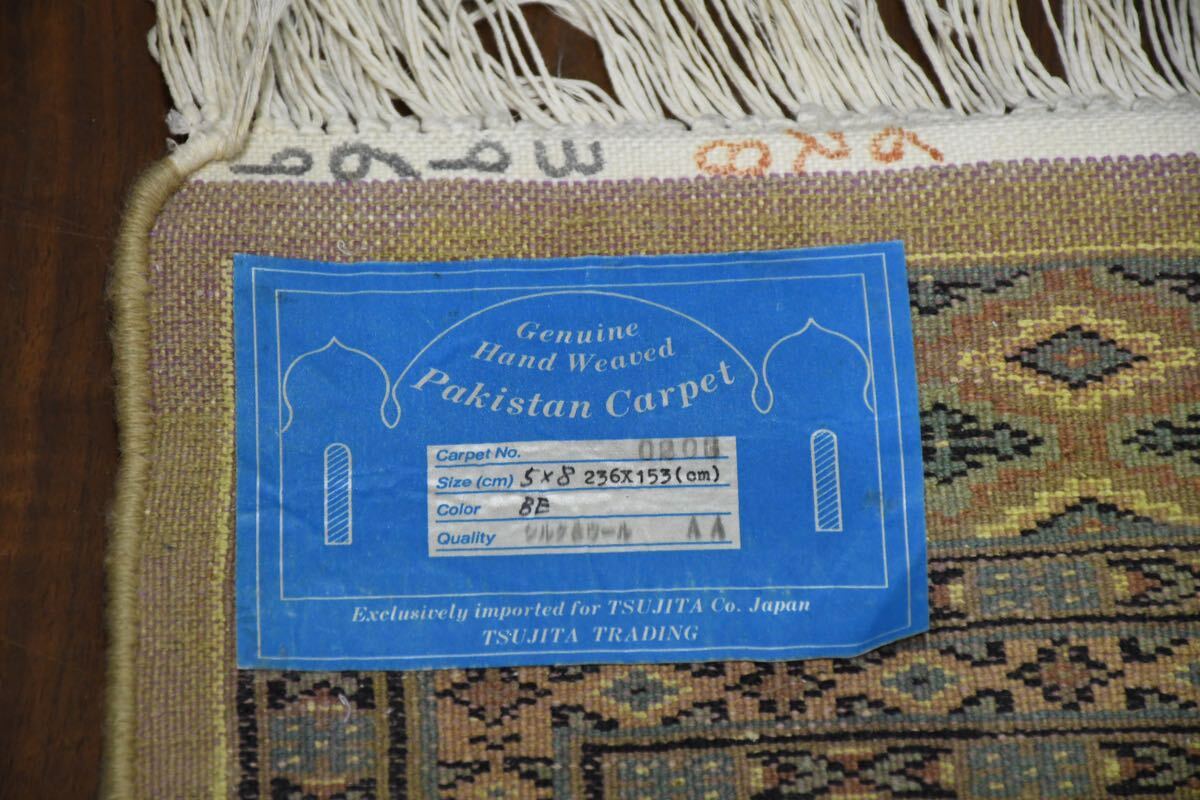 Genuine
Hand Weaved
Pakistan Carpet
Carpet No.
Size (cm) 5×8 236X153(cm)
Color BE
Quality シルク&ウール AA
Exclusively imported for TSUJITA Co. Japan
TSUJITA TRADING